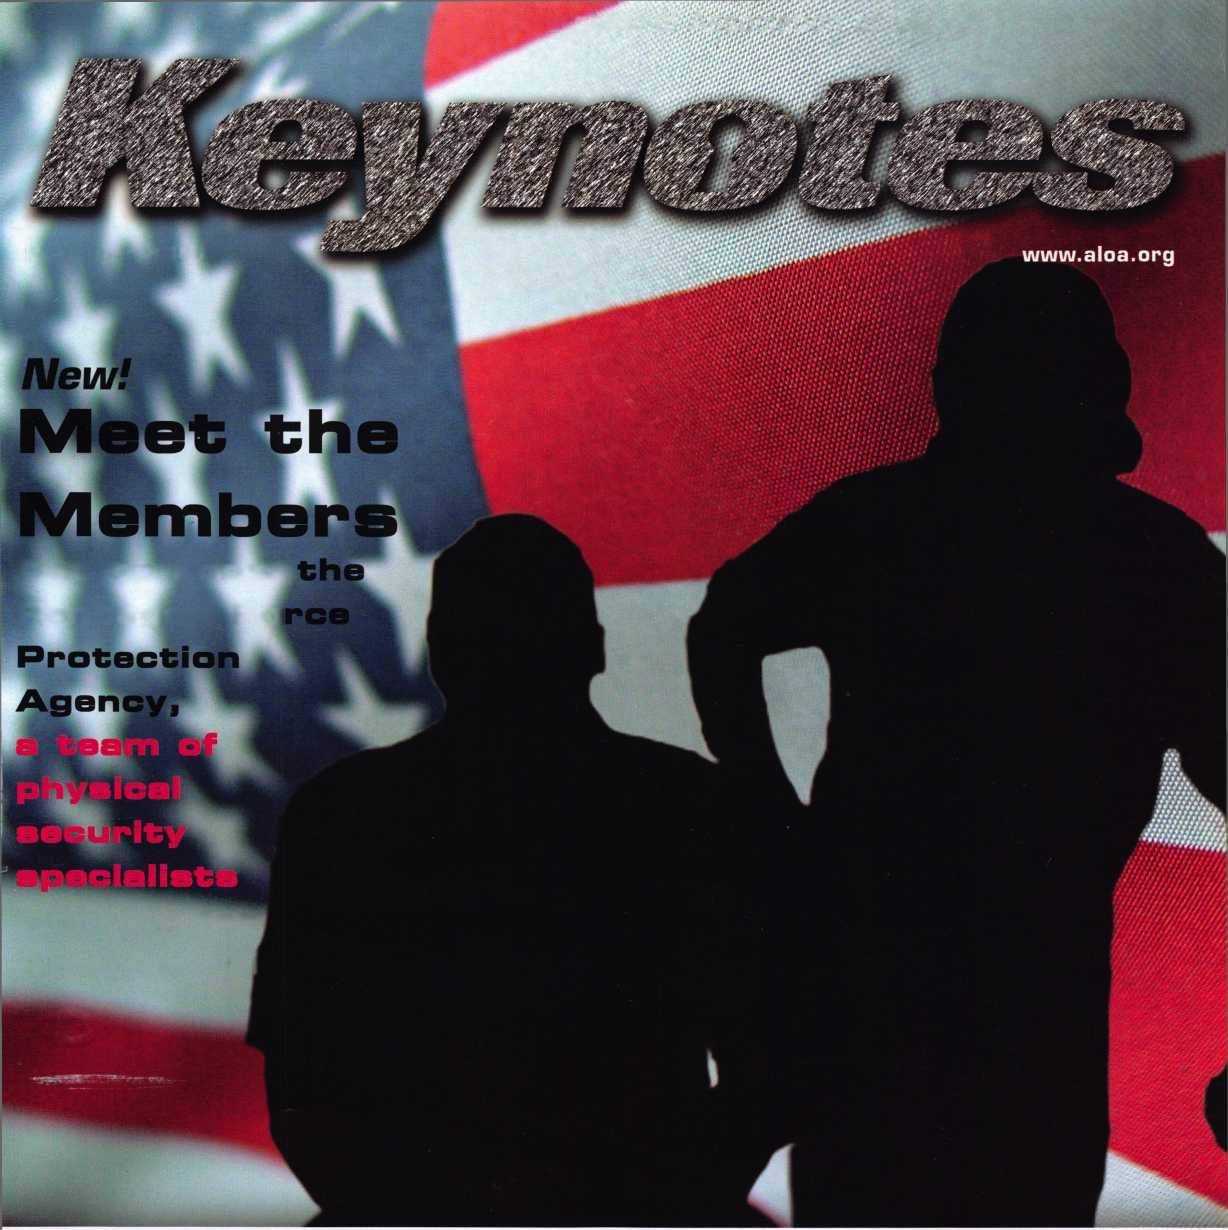 Keynotes
www.aloa.org
New!
Meet the
Members
the
rce
Protection
Agency,
a team of
physical
security
specialists